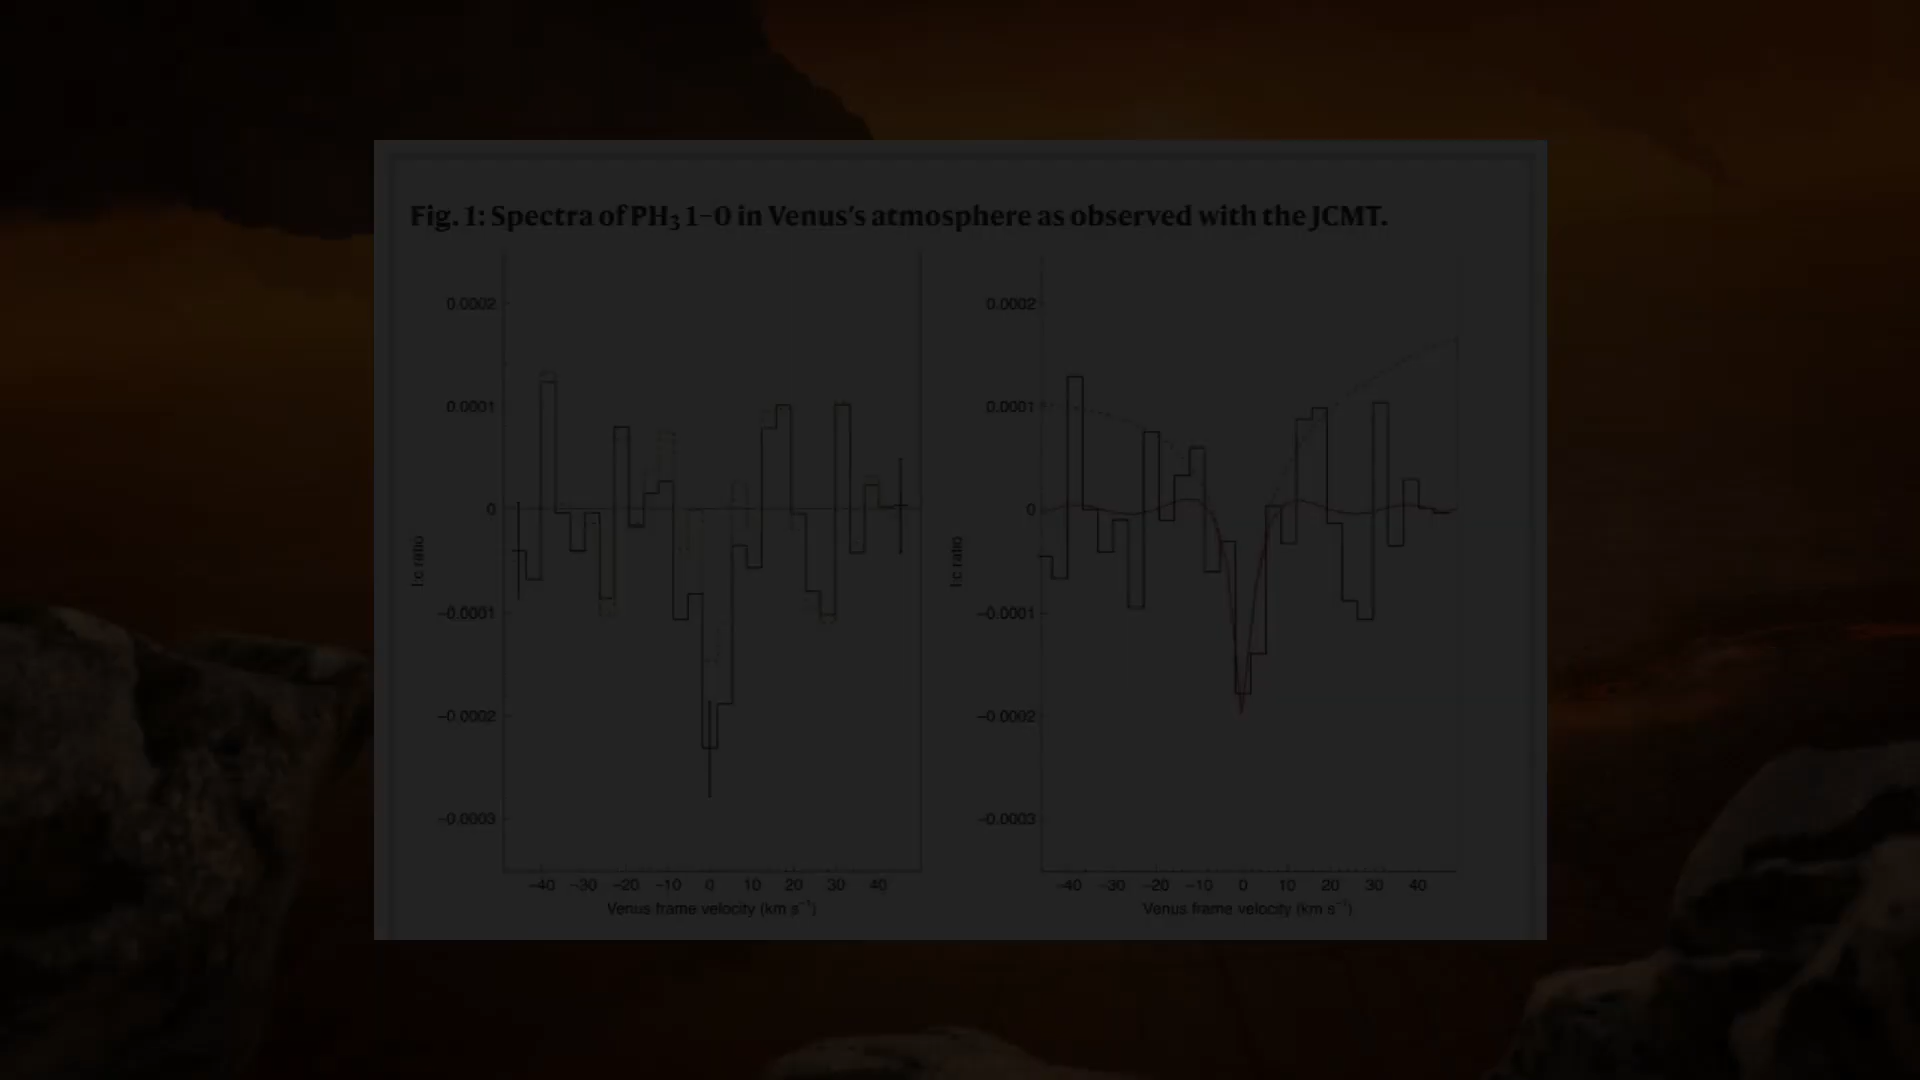 Fig. 1: Spectra of PH₃ 1–0 in Venus's atmosphere as observed with the JCMT.
0.0002
0.0001
0
−0.0001
−0.0002
−0.0003
l:c ratio
−40 −30 −20 −10 0 10 20 30 40
Venus frame velocity (km s⁻¹)
0.0002
0.0001
0
−0.0001
−0.0002
−0.0003
l:c ratio
−40 −30 −20 −10 0 10 20 30 40
Venus frame velocity (km s⁻¹)